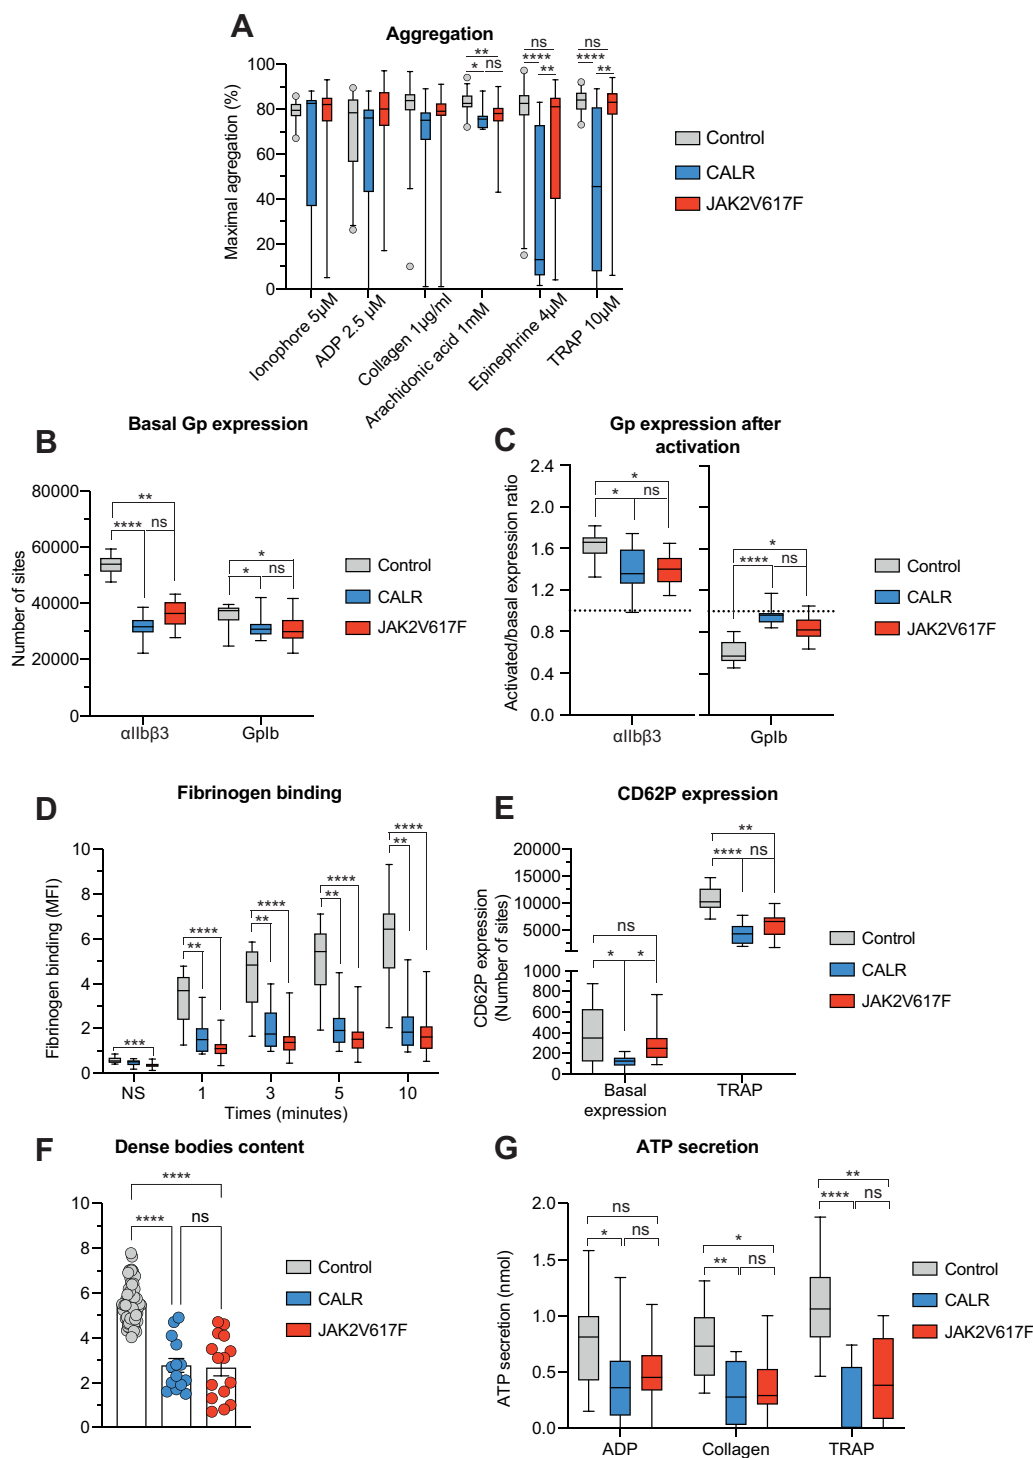 A
Aggregation
ns
ns
**
****
****
*
ns
**
**
100
80
60
40
20
0
Maximal agregation (%)
Ionophore 5µM
ADP 2.5 µM
Collagen 1µg/ml
Arachidonic acid 1mM
Epinephrine 4µM
TRAP 10µM
Control
CALR
JAK2V617F
B
Basal Gp expression
80000
60000
40000
20000
0
Number of sites
**
****
ns
*
*
ns
αIIbβ3
GpIb
Control
CALR
JAK2V617F
C
Gp expression after
activation
2.4
2.0
1.6
1.2
0.8
0.4
0.0
Activated/basal expression ratio
*
*
ns
*
****
ns
αIIbβ3
GpIb
Control
CALR
JAK2V617F
D
Fibrinogen binding
10
8
6
4
2
0
Fibrinogen binding (MFI)
***
****
**
****
**
****
**
****
**
NS
1
3
5
10
Times (minutes)
E
CD62P expression
20000
15000
10000
5000
1000
800
600
400
200
0
CD62P expression
(Number of sites)
ns
*
*
**
****
ns
Basal
expression
TRAP
Control
CALR
JAK2V617F
F
Dense bodies content
10
8
6
4
2
0
****
****
ns
Control
CALR
JAK2V617F
G
ATP secretion
2.0
1.5
1.0
0.5
0.0
ATP secretion (nmol)
ns
*
ns
*
**
ns
**
****
ns
ADP
Collagen
TRAP
Control
CALR
JAK2V617F